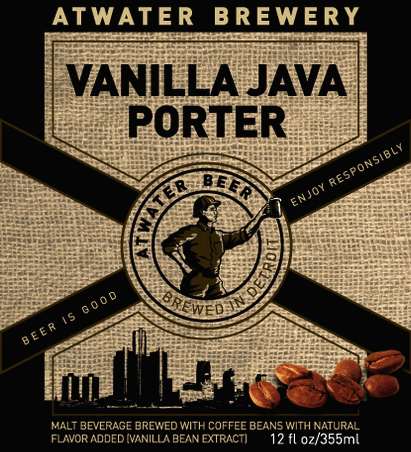 ATWATER BREWERY
VANILLA JAVA
PORTER
ENJOY RESPONSIBLY
ATWATER BEER
BREWED IN DETROIT
BEER IS GOOD
MALT BEVERAGE BREWED WITH COFFEE BEANS WITH NATURAL
FLAVOR ADDED (VANILLA BEAN EXTRACT) 12 fl oz/355ml